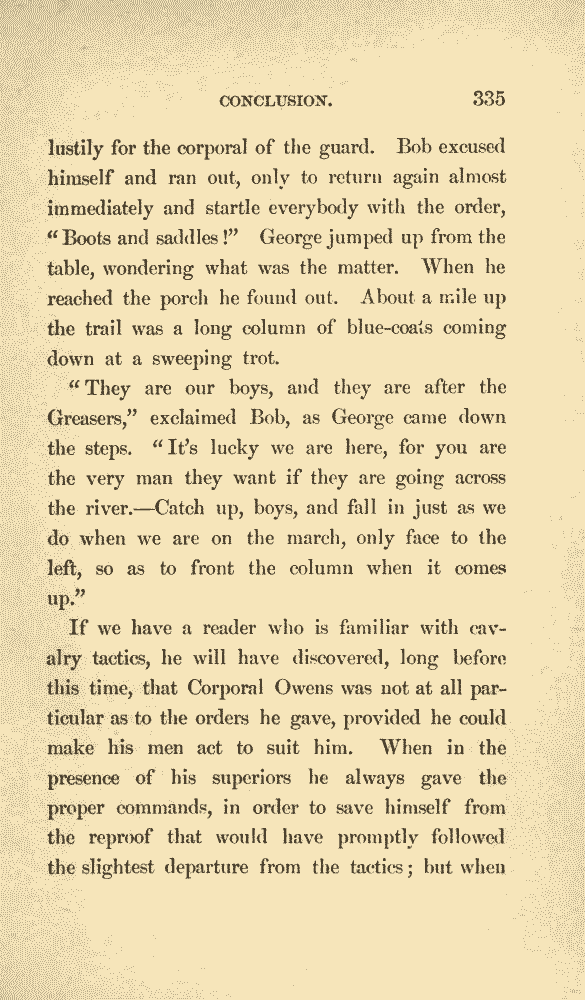 CONCLUSION. 335
lustily for the corporal of the guard. Bob excused
himself and ran out, only to return again almost
immediately and startle everybody with the order,
“Boots and saddles!” George jumped up from the
table, wondering what was the matter. When he
reached the porch he found out. About a mile up
the trail was a long column of blue-coats coming
down at a sweeping trot.
“They are our boys, and they are after the
Greasers,” exclaimed Bob, as George came down
the steps. “It’s lucky we are here, for you are
the very man they want if they are going across
the river.—Catch up, boys, and fall in just as we
do when we are on the march, only face to the
left, so as to front the column when it comes
up.”
If we have a reader who is familiar with cav-
alry tactics, he will have discovered, long before
this time, that Corporal Owens was not at all par-
ticular as to the orders he gave, provided he could
make his men act to suit him. When in the
presence of his superiors he always gave the
proper commands, in order to save himself from
the reproof that would have promptly followed
the slightest departure from the tactics; but when